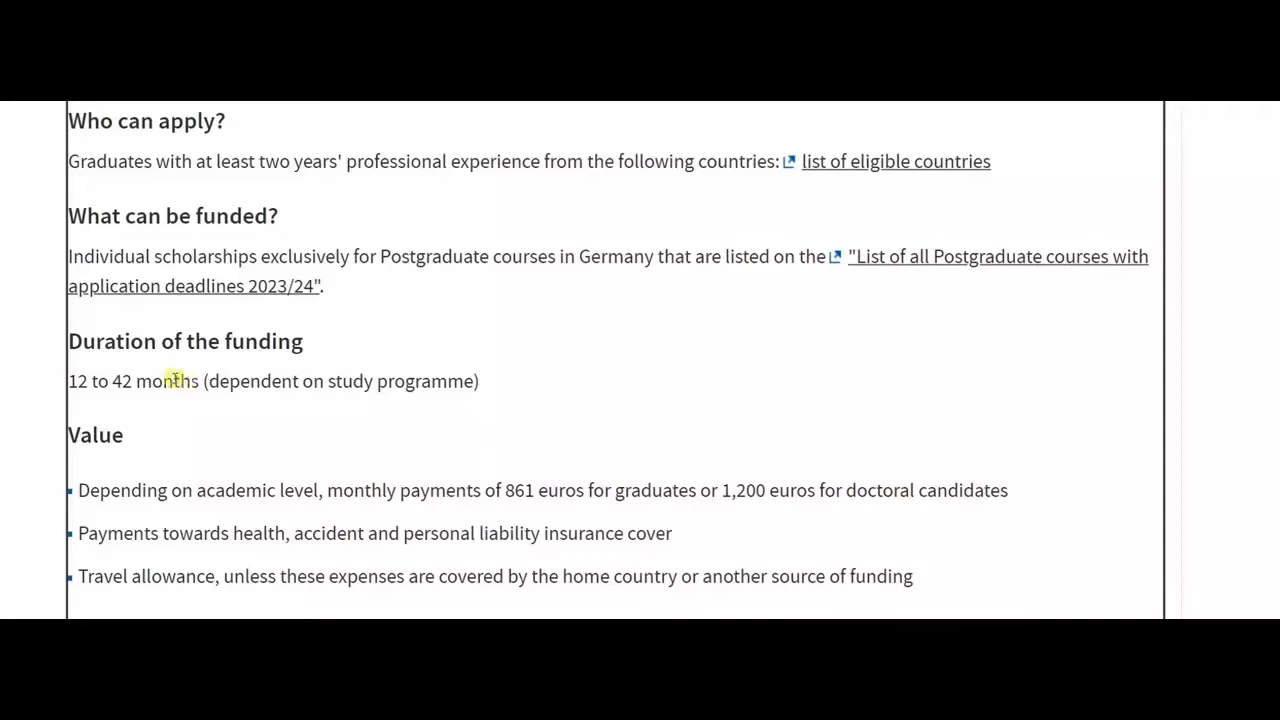 Who can apply?
Graduates with at least two years' professional experience from the following countries: list of eligible countries
What can be funded?
Individual scholarships exclusively for Postgraduate courses in Germany that are listed on the "List of all Postgraduate courses with
application deadlines 2023/24".
Duration of the funding
12 to 42 months (dependent on study programme)
Value
Depending on academic level, monthly payments of 861 euros for graduates or 1,200 euros for doctoral candidates
Payments towards health, accident and personal liability insurance cover
Travel allowance, unless these expenses are covered by the home country or another source of funding